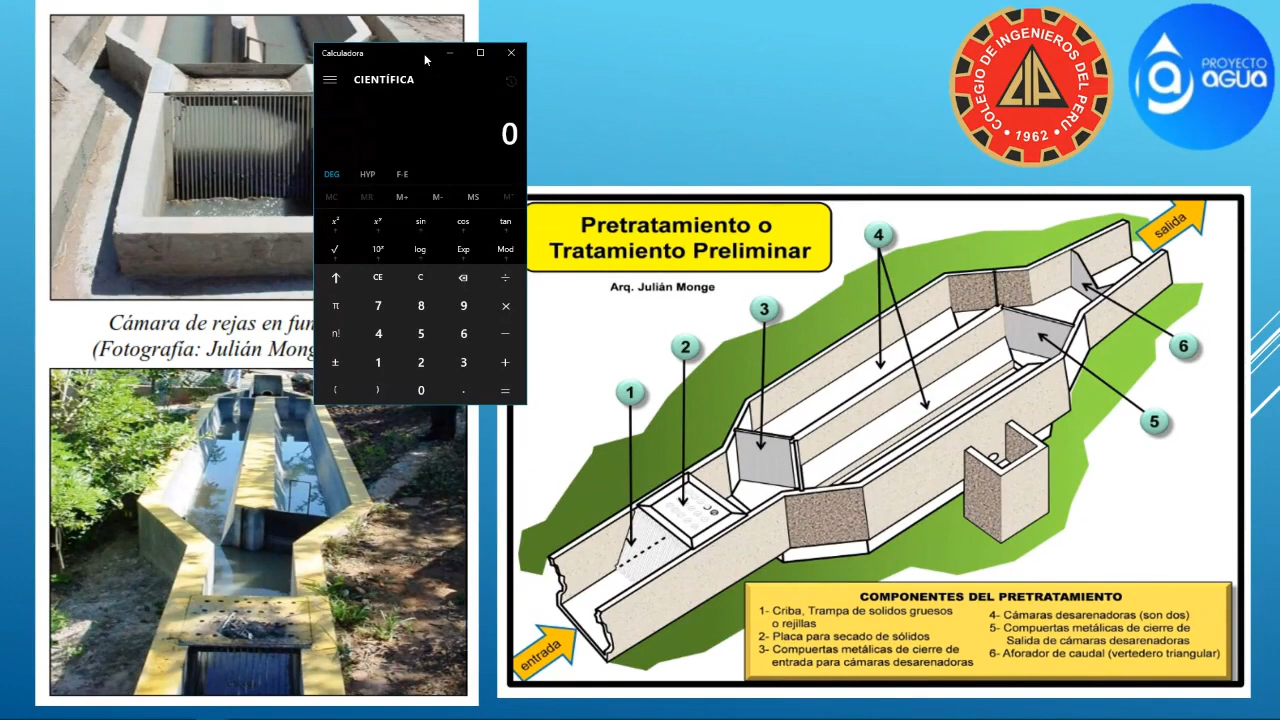 Cámara de rejas en fun
(Fotografía: Julián Mong
Calculadora
CIENTÍFICA
0
DEG HYP F-E
MC MR M+ M- MS M˅
x² xʸ sin cos tan
√ 10ˣ log Exp Mod
↑ CE C ⌫ ÷
π 7 8 9 ×
n! 4 5 6 −
± 1 2 3 +
( ) 0 . =
COLEGIO DE INGENIEROS DEL PERU
CIP
• 1962 •
PROYECTO
agua
Pretratamiento o
Tratamiento Preliminar
Arq. Julián Monge
salida
4
3
2
1
6
5
entrada
COMPONENTES DEL PRETRATAMIENTO
1- Criba, Trampa de solidos gruesos
o rejillas
2- Placa para secado de sólidos
3- Compuertas metálicas de cierre de
entrada para cámaras desarenadoras
4- Cámaras desarenadoras (son dos)
5- Compuertas metálicas de cierre de
Salida de cámaras desarenadoras
6- Aforador de caudal (vertedero triangular)